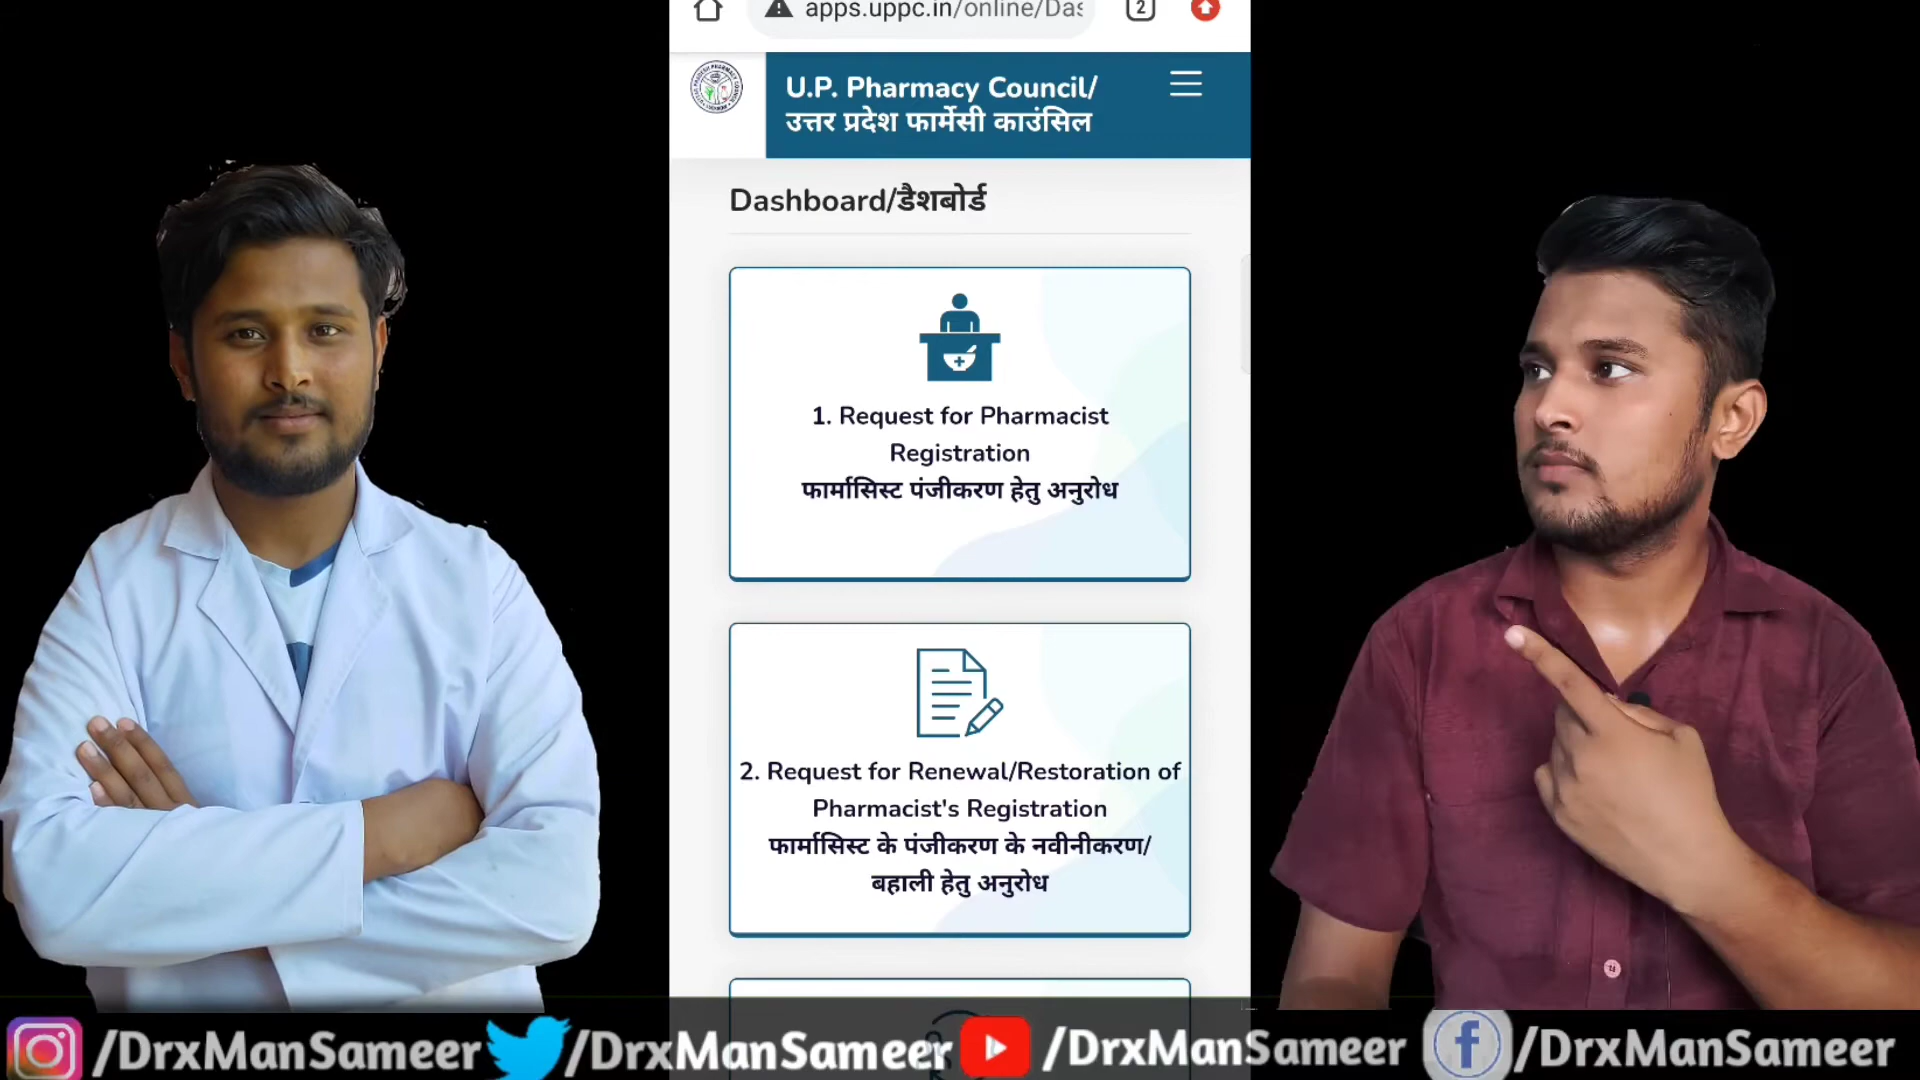 apps.uppc.in/online/Das
2
U.P. Pharmacy Council/
उत्तर प्रदेश फार्मेसी काउंसिल
Dashboard/डैशबोर्ड
1. Request for Pharmacist
Registration
फार्मासिस्ट पंजीकरण हेतु अनुरोध
2. Request for Renewal/Restoration of
Pharmacist's Registration
फार्मासिस्ट के पंजीकरण के नवीनीकरण/
बहाली हेतु अनुरोध
/DrxManSameer /DrxManSameer /DrxManSameer /DrxManSameer